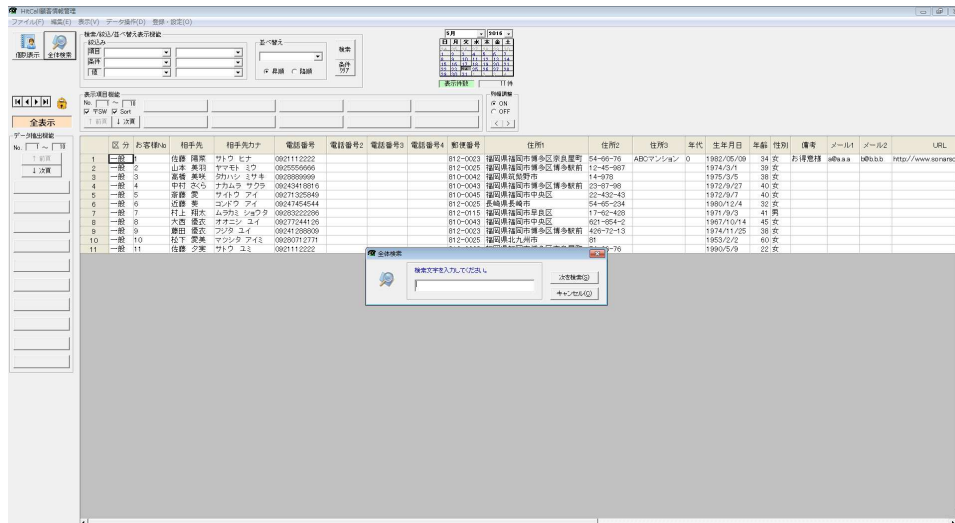 HitCall顧客情報管理
ファイル(F) 編集(E) 表示(V) データ操作(D) 登録・設定(O)
個別表示 全体検索
検索/絞込/並べ替え表示機能
絞込み
項目
条件
値
並べ替え
昇順 降順
検索
条件クリア
5月 2016
日 月 火 水 木 金 土
表示件数 11 件
表示項目機能
No. 1 ~ 10
〒SW Sort
↑ 前頁 ↓ 次頁
列幅調整
ON
OFF
< >
全表示
データ抽出機能
No. 1 ~ 10
↑ 前頁
↓ 次頁
区分 お客様No 相手先 相手先カナ 電話番号 電話番号2 電話番号3 電話番号4 郵便番号 住所1 住所2 住所3 年代 生年月日 年齢 性別 備考 メール1 メール2 URL
1 一般 1 佐藤 陽菜 サトウ ヒナ 0921112222 812-0023 福岡県福岡市博多区奈良屋町 54-66-76 ABCマンション 0 1982/05/09 34 女 お得意様 a@a.a.a b@b.b.b
2 一般 2 山本 美羽 ヤマモト ミウ 0925556666 812-0025 福岡県福岡市博多区博多駅前 12-45-987 1974/3/1 39 女
3 一般 3 高橋 美咲 タカハシ ミサキ 0928889999 810-0042 福岡県筑紫野市 14-978 1975/3/5 38 女
4 一般 4 中村 さくら ナカムラ サクラ 09243418816 810-0043 福岡県福岡市博多区博多駅前 23-87-98 1972/9/27 40 女
5 一般 5 斎藤 愛 サイトウ アイ 09271325849 810-0045 福岡県福岡市中央区 22-432-43 1972/9/7 40 女
6 一般 6 近藤 葵 コンドウ アイ 09247454544 812-0025 長崎県長崎市 54-65-234 1980/12/4 32 女
7 一般 7 村上 翔太 ムラカミ ショウタ 09283222286 812-0115 福岡県福岡市早良区 17-62-428 1971/9/3 41 男
8 一般 8 大西 優衣 オオニシ ユイ 09277244126 810-0043 福岡県福岡市中央区 621-854-2 1967/10/14 45 女
9 一般 9 藤田 優衣 フジタ ユイ 09241288809 812-0023 福岡県福岡市博多区博多駅前 426-72-13 1974/11/25 38 女
10 一般 10 松下 愛美 マツシタ アイミ 09280712771 812-0025 福岡県北九州市 81 1953/2/2 60 女
11 一般 11 佐藤 夕実 サトウ ユミ 0921112222 1990/5/9 22 女
全体検索
検索文字を入力してください。
次を検索(S)
キャンセル(C)